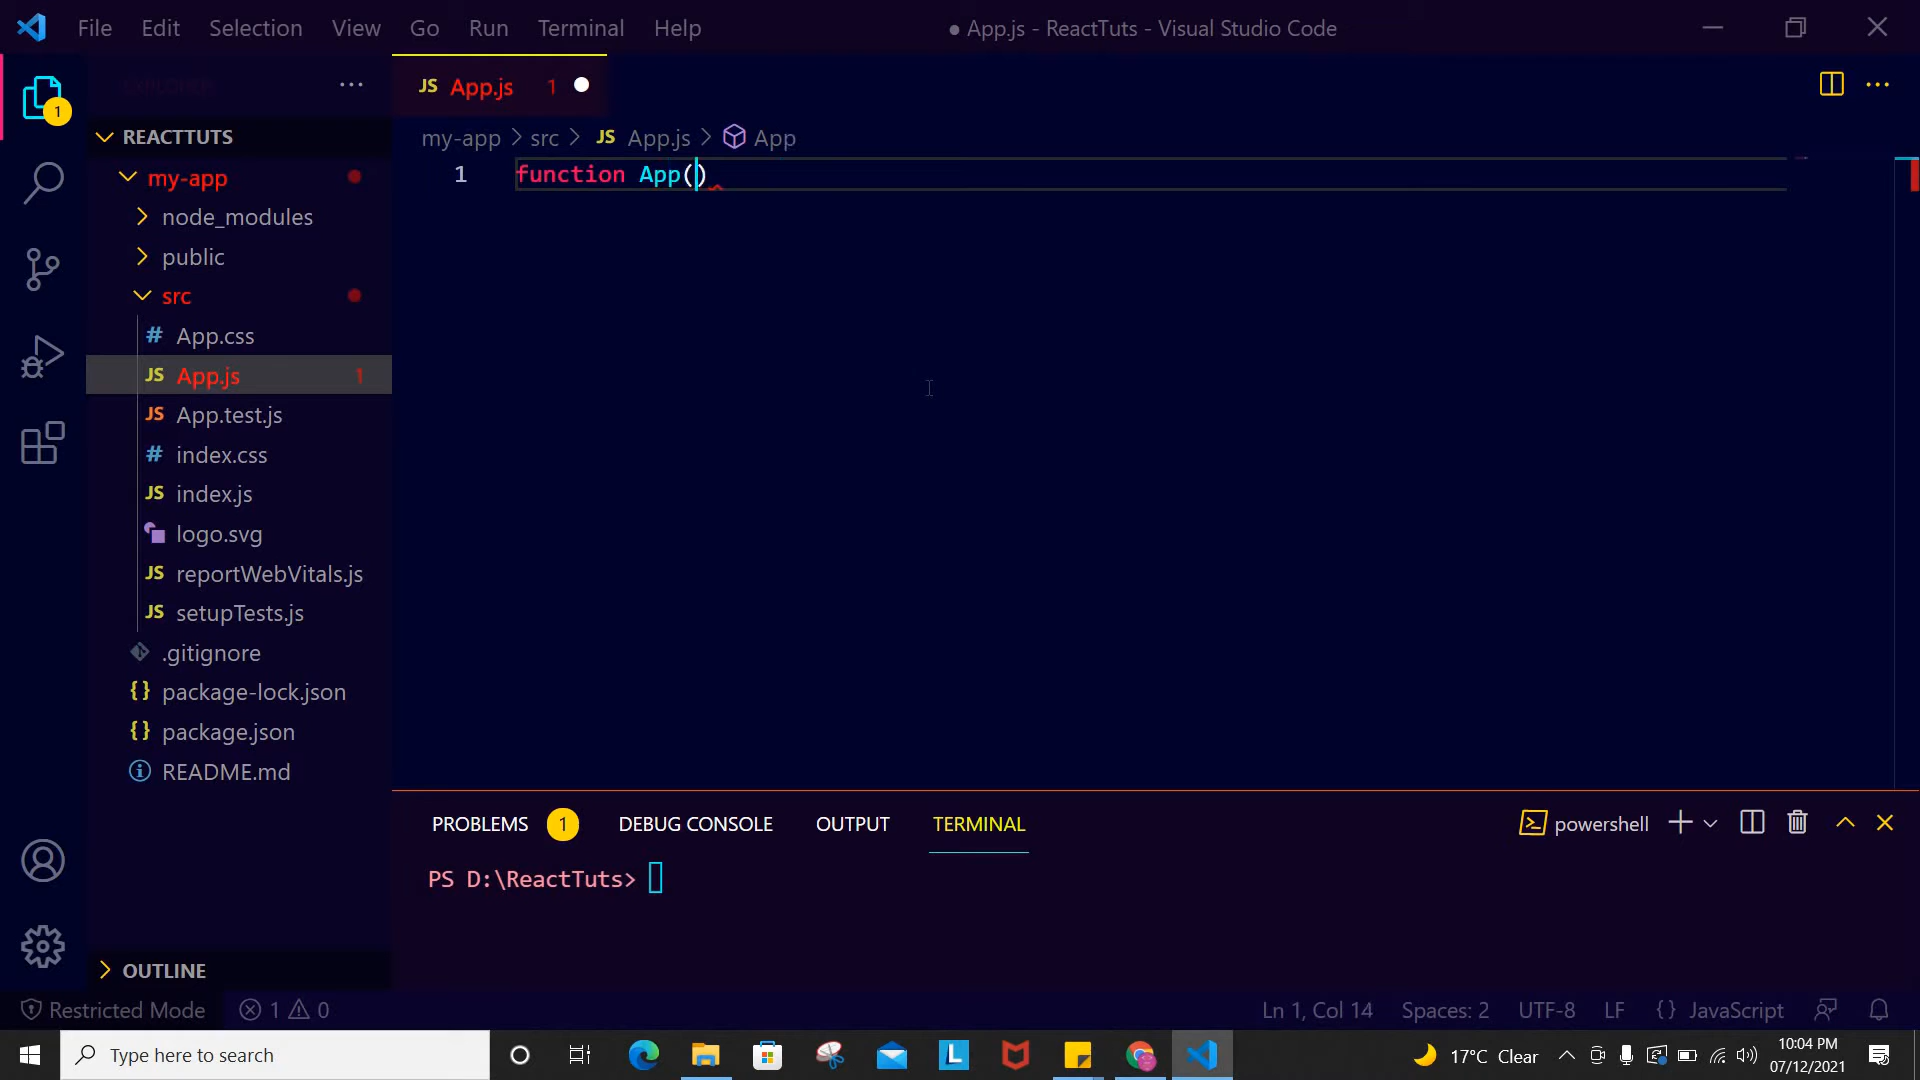 File Edit Selection View Go Run Terminal Help
● App.js - ReactTuts - Visual Studio Code
EXPLORER
JS App.js 1
REACTTUTS
my-app > src > JS App.js > App
1 function App()
my-app
node_modules
public
src
# App.css
JS App.js 1
JS App.test.js
# index.css
JS index.js
logo.svg
JS reportWebVitals.js
JS setupTests.js
.gitignore
{} package-lock.json
{} package.json
README.md
OUTLINE
1
PROBLEMS 1 DEBUG CONSOLE OUTPUT TERMINAL
powershell
PS D:\ReactTuts>
Restricted Mode 1 0
Ln 1, Col 14 Spaces: 2 UTF-8 LF {} JavaScript
Type here to search
L
17°C Clear
10:04 PM
07/12/2021